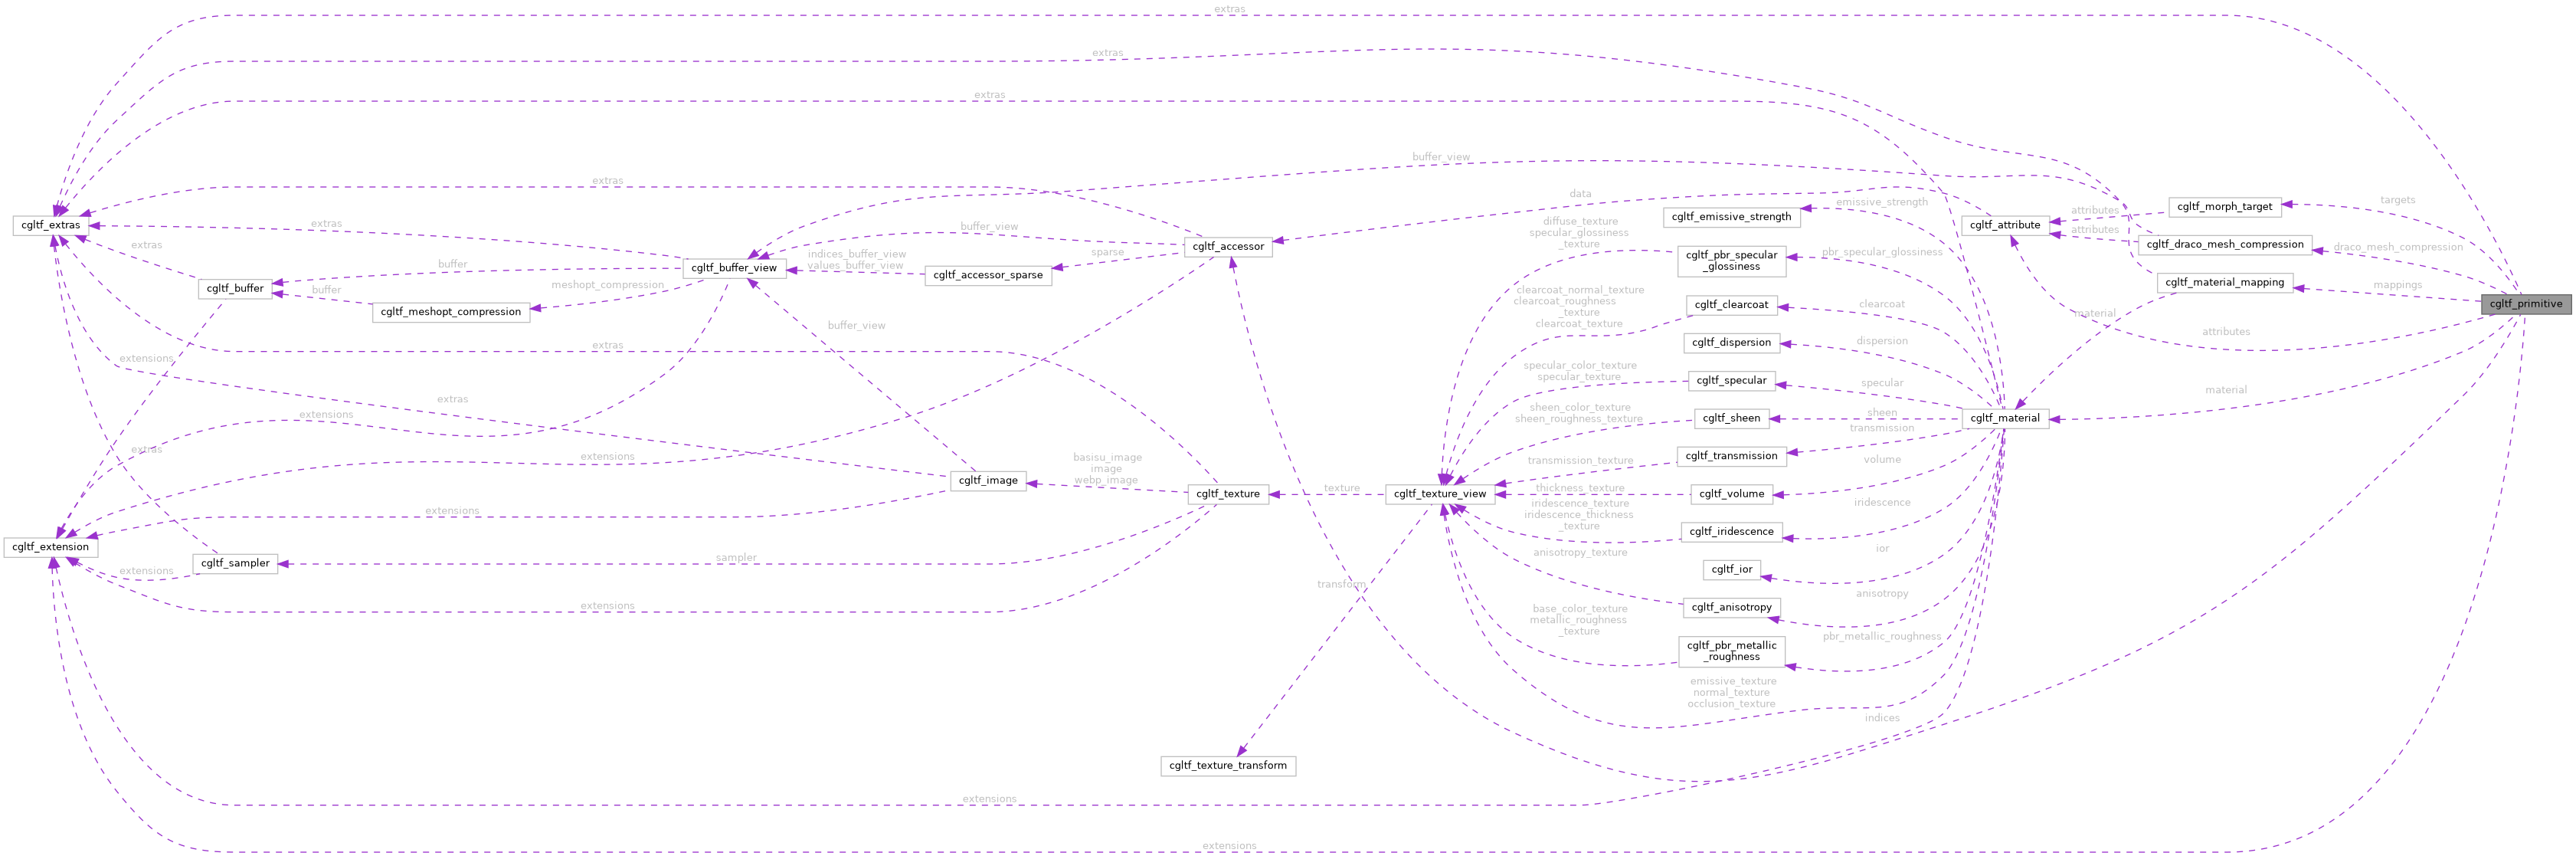 extras
extras
extras
buffer_view
extras
data
emissive_strength
targets
cgltf_morph_target
attributes
cgltf_emissive_strength
cgltf_extras
extras
buffer_view
diffuse_texture
specular_glossiness
_texture
cgltf_attribute
attributes
cgltf_draco_mesh_compression
draco_mesh_compression
extras
cgltf_accessor
sparse
indices_buffer_view
values_buffer_view
cgltf_pbr_specular
_glossiness
pbr_specular_glossiness
buffer
cgltf_buffer_view
cgltf_accessor_sparse
cgltf_material_mapping
mappings
cgltf_buffer
buffer
meshopt_compression
cgltf_meshopt_compression
clearcoat_normal_texture
clearcoat_roughness
_texture
clearcoat_texture
cgltf_clearcoat
clearcoat
cgltf_primitive
material
attributes
buffer_view
extras
extensions
cgltf_dispersion
dispersion
specular_color_texture
specular_texture
cgltf_specular
specular
material
extras
extensions
sheen_color_texture
sheen_roughness_texture
cgltf_sheen
sheen
cgltf_material
transmission
extras
extensions
basisu_image
image
webp_image
transmission_texture
cgltf_transmission
volume
cgltf_image
cgltf_texture
texture
cgltf_texture_view
thickness_texture
cgltf_volume
iridescence
extensions
iridescence_texture
iridescence_thickness
_texture
cgltf_iridescence
ior
cgltf_extension
cgltf_sampler
extensions
sampler
anisotropy_texture
cgltf_ior
transform
anisotropy
extensions
base_color_texture
metallic_roughness
_texture
cgltf_anisotropy
pbr_metallic_roughness
cgltf_pbr_metallic
_roughness
emissive_texture
normal_texture
occlusion_texture
indices
cgltf_texture_transform
extensions
extensions